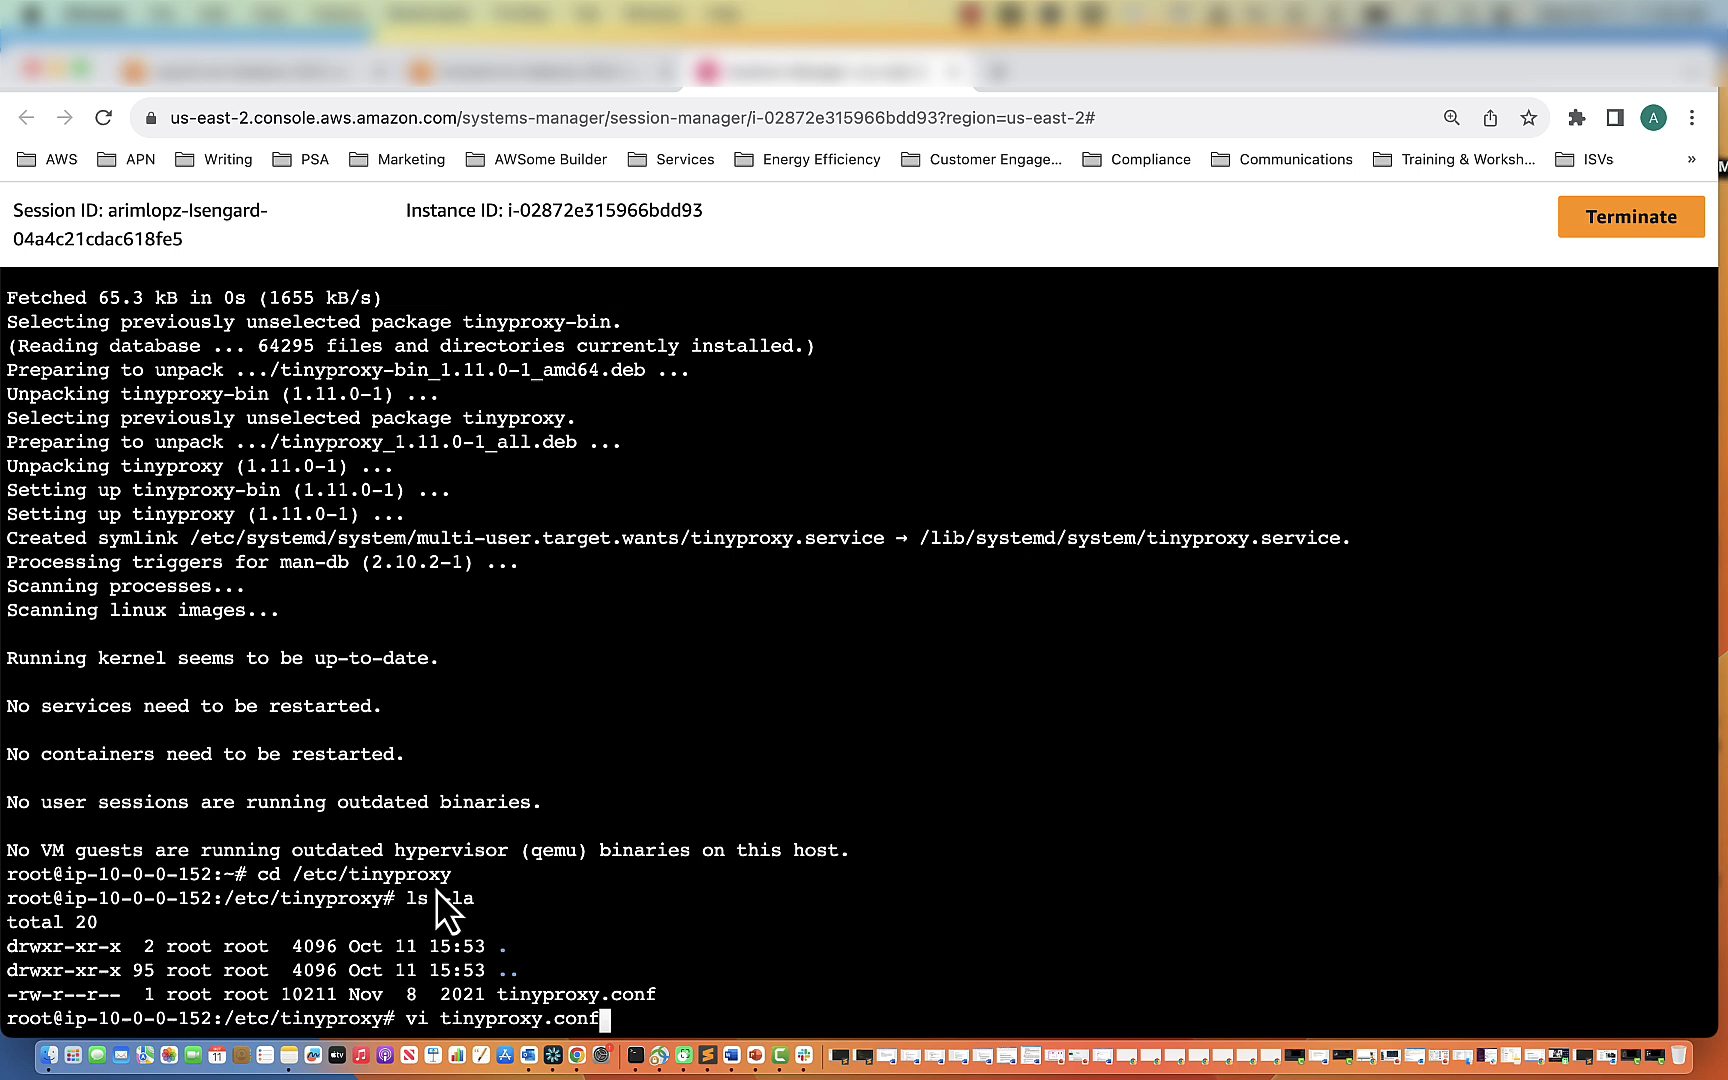 us-east-2.console.aws.amazon.com/systems-manager/session-manager/i-02872e315966bdd93?region=us-east-2#
A
AWS APN Writing PSA Marketing AWSome Builder Services Energy Efficiency Customer Engage... Compliance Communications Training & Worksh... ISVs »
Session ID: arimlopz-Isengard-
04a4c21cdac618fe5
Instance ID: i-02872e315966bdd93
Terminate
Fetched 65.3 kB in 0s (1655 kB/s)
Selecting previously unselected package tinyproxy-bin.
(Reading database ... 64295 files and directories currently installed.)
Preparing to unpack .../tinyproxy-bin_1.11.0-1_amd64.deb ...
Unpacking tinyproxy-bin (1.11.0-1) ...
Selecting previously unselected package tinyproxy.
Preparing to unpack .../tinyproxy_1.11.0-1_all.deb ...
Unpacking tinyproxy (1.11.0-1) ...
Setting up tinyproxy-bin (1.11.0-1) ...
Setting up tinyproxy (1.11.0-1) ...
Created symlink /etc/systemd/system/multi-user.target.wants/tinyproxy.service → /lib/systemd/system/tinyproxy.service.
Processing triggers for man-db (2.10.2-1) ...
Scanning processes...
Scanning linux images...
Running kernel seems to be up-to-date.
No services need to be restarted.
No containers need to be restarted.
No user sessions are running outdated binaries.
No VM guests are running outdated hypervisor (qemu) binaries on this host.
root@ip-10-0-0-152:~# cd /etc/tinyproxy
root@ip-10-0-0-152:/etc/tinyproxy# ls la
total 20
drwxr-xr-x 2 root root 4096 Oct 11 15:53 .
drwxr-xr-x 95 root root 4096 Oct 11 15:53 ..
-rw-r--r-- 1 root root 10211 Nov 8 2021 tinyproxy.conf
root@ip-10-0-0-152:/etc/tinyproxy# vi tinyproxy.conf